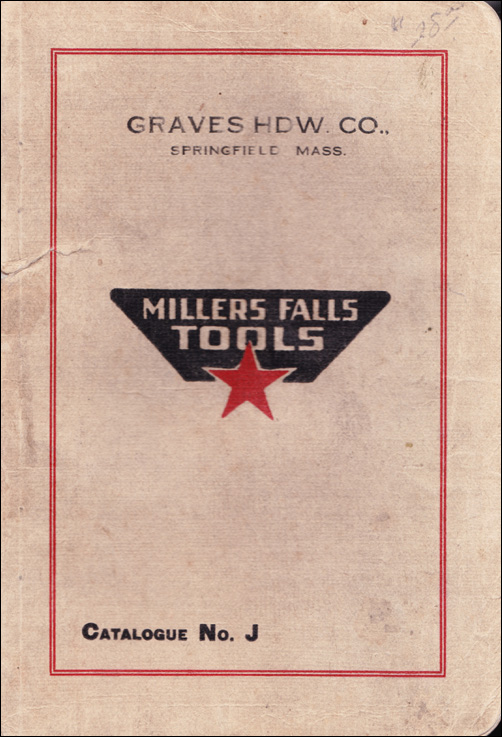 GRAVES HDW. CO.,
SPRINGFIELD MASS.
MILLERS FALLS
TOOLS
CATALOGUE NO. J